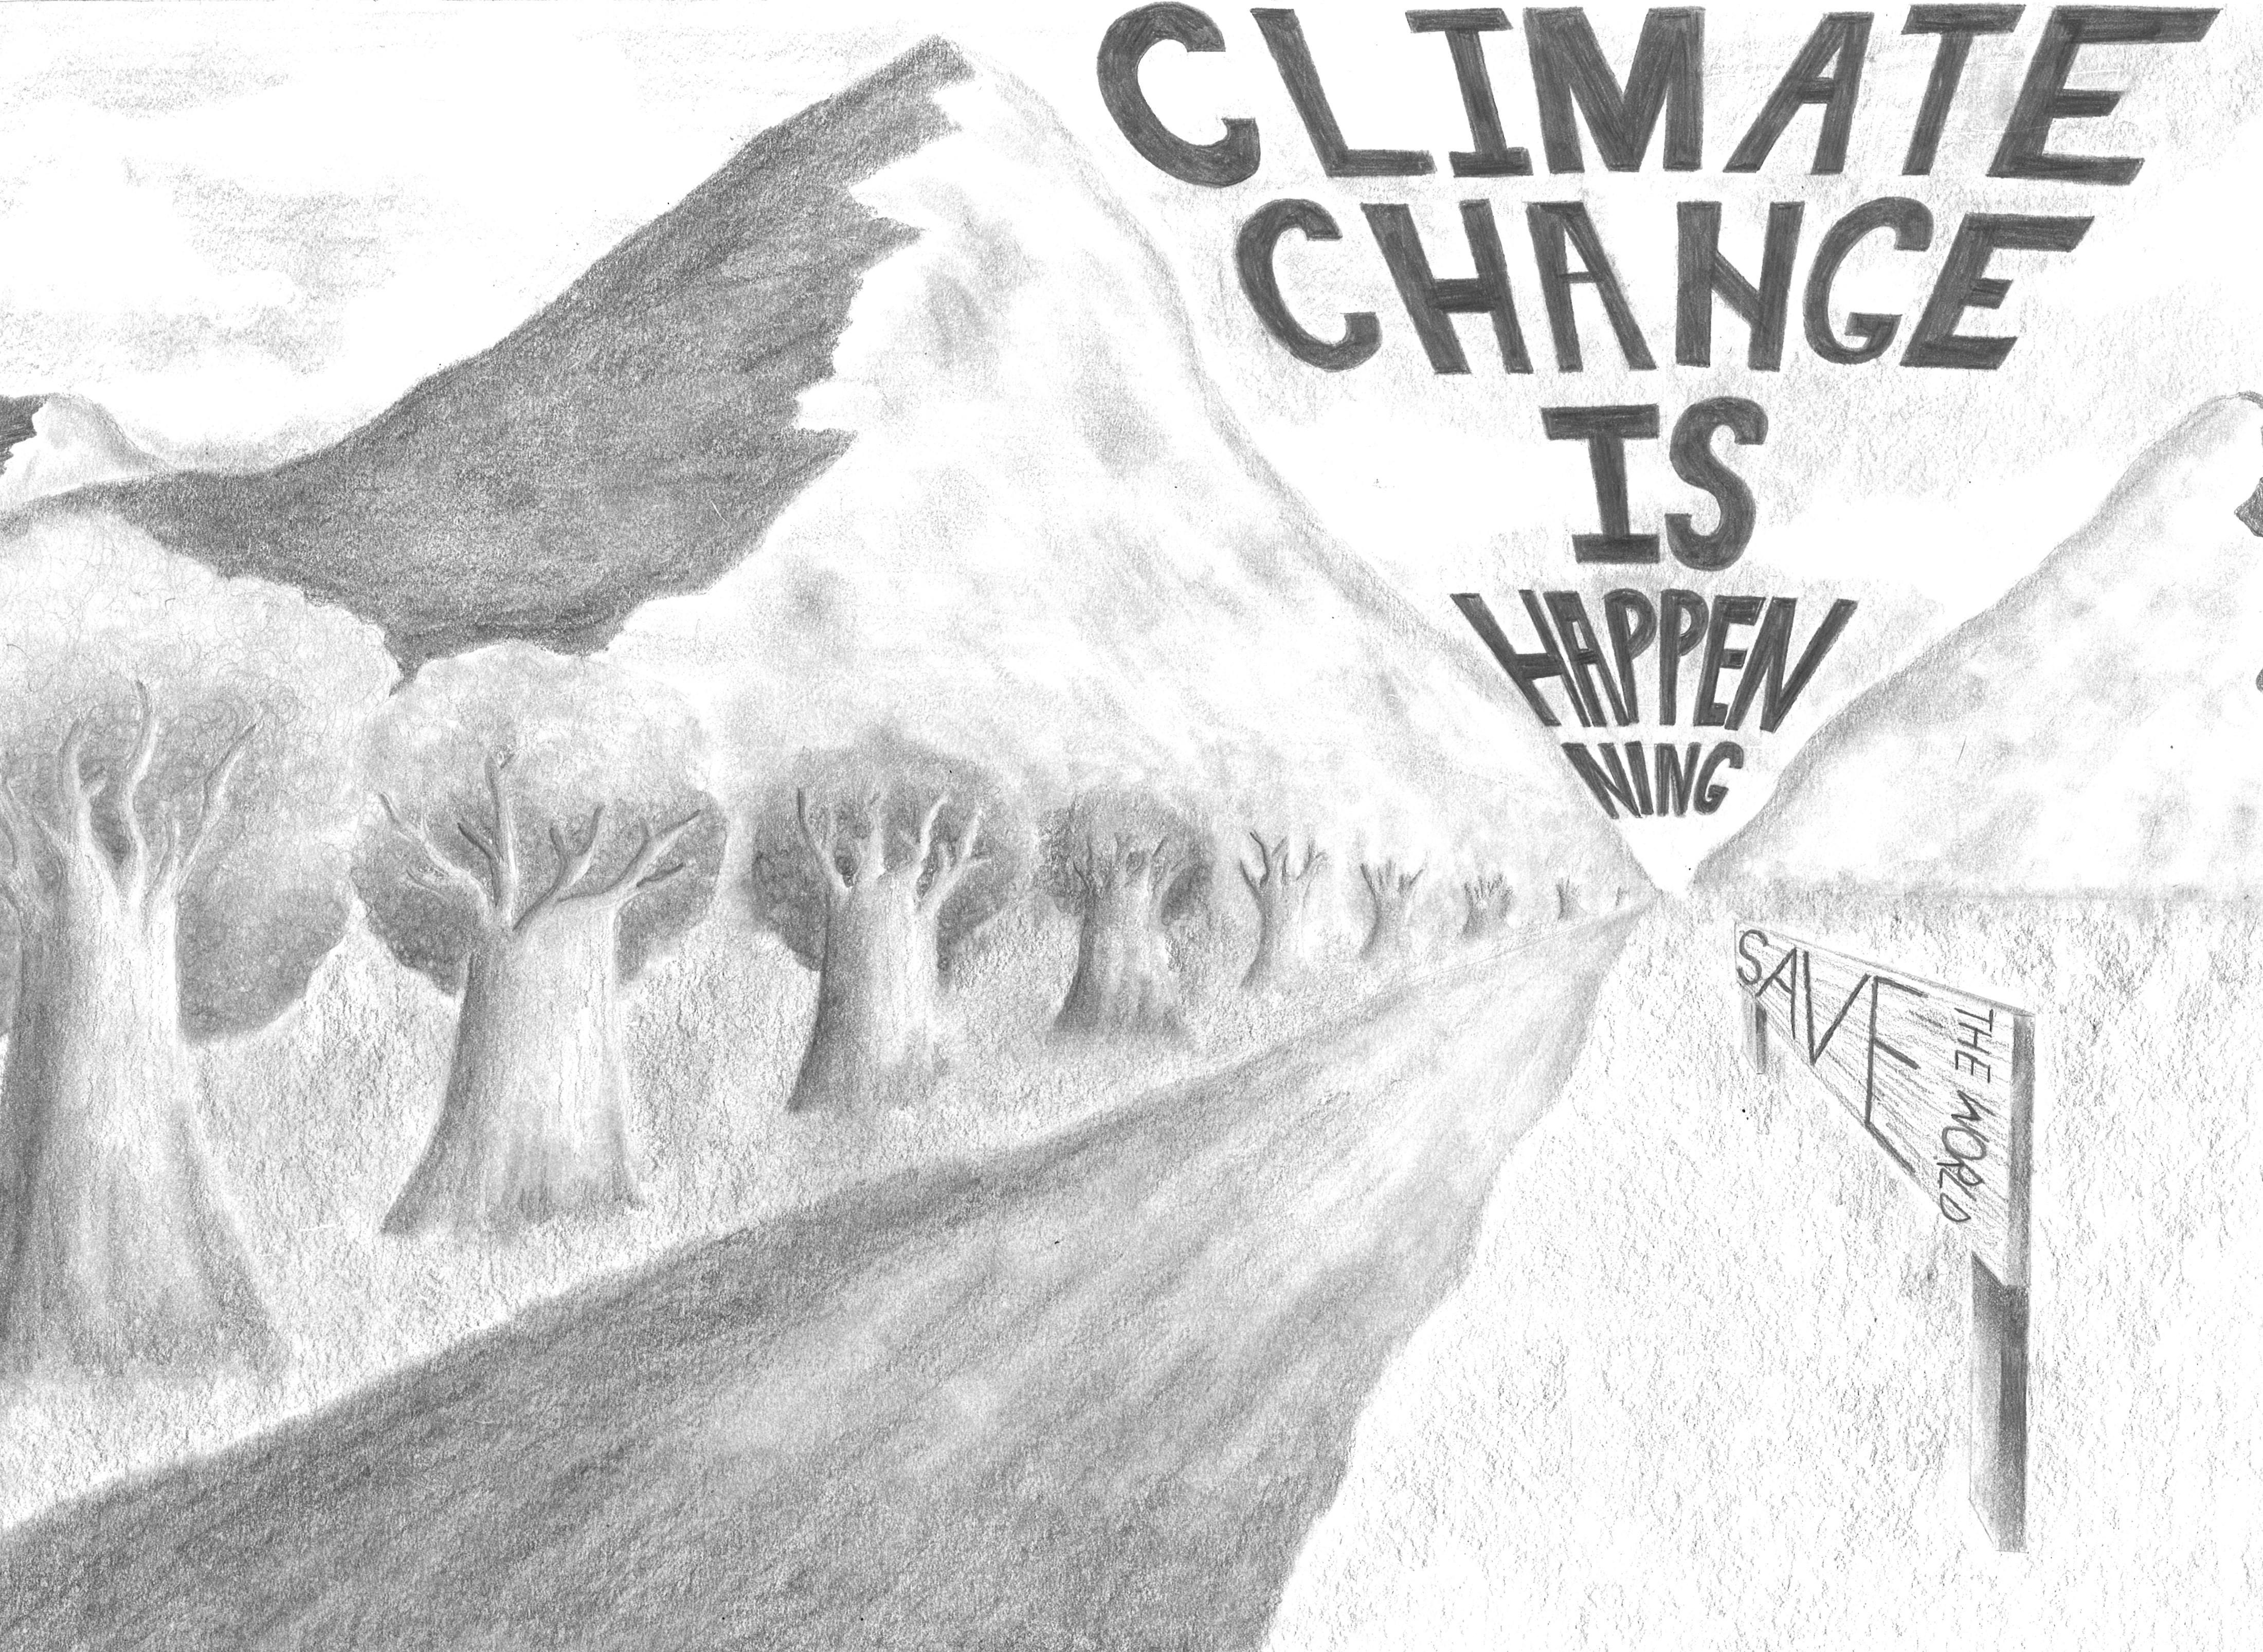 CLIMATE
CHANGE
IS
HAPPEN
NING
SAVE
THE WORLD